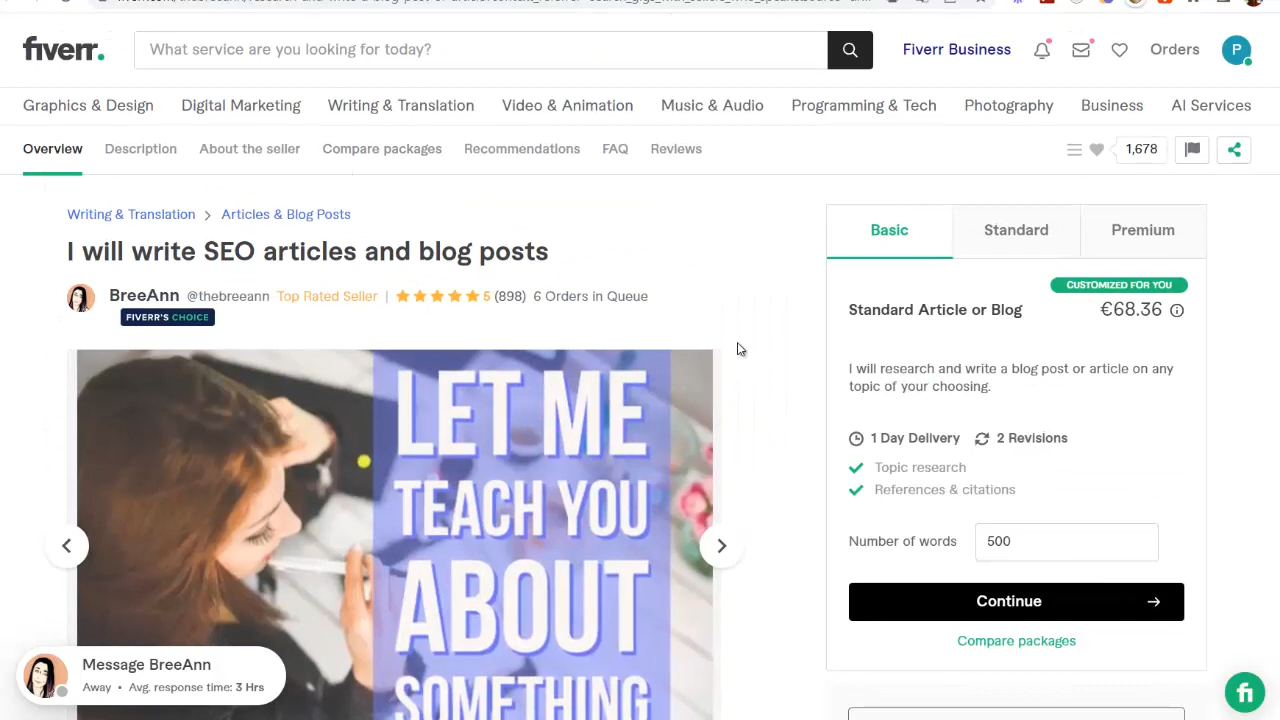 fiverr.
What service are you looking for today?
Fiverr Business
Orders
P
Graphics & Design
Digital Marketing
Writing & Translation
Video & Animation
Music & Audio
Programming & Tech
Photography
Business
AI Services
Overview
Description
About the seller
Compare packages
Recommendations
FAQ
Reviews
1,678
Writing & Translation > Articles & Blog Posts
I will write SEO articles and blog posts
BreeAnn @thebreeann Top Rated Seller | 5 (898) 6 Orders in Queue
FIVERR'S CHOICE
LET ME
TEACH YOU
ABOUT
SOMETHING
Message BreeAnn
Away • Avg. response time: 3 Hrs
Basic
Standard
Premium
CUSTOMIZED FOR YOU
Standard Article or Blog
€68.36
I will research and write a blog post or article on any
topic of your choosing.
1 Day Delivery
2 Revisions
Topic research
References & citations
Number of words
500
Continue
Compare packages
fi